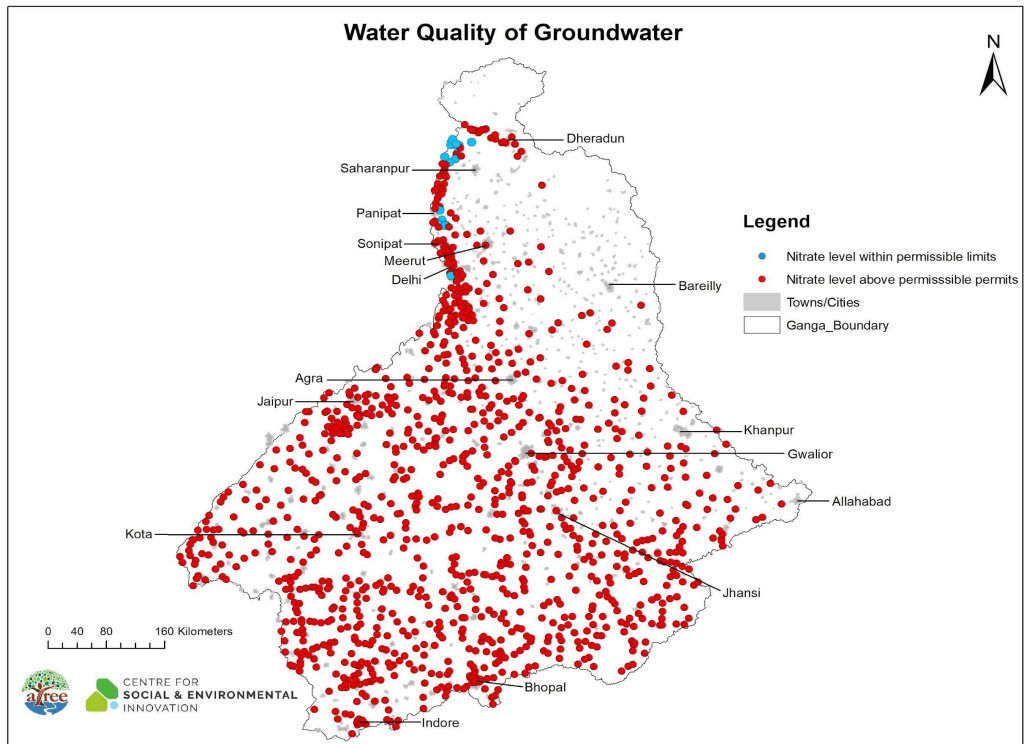 Water Quality of Groundwater
N
Dheradun
Saharanpur
Panipat
Sonipat
Meerut
Delhi
Bareilly
Legend
Nitrate level within permissible limits
Nitrate level above permisssible permits
Towns/Cities
Ganga_Boundary
Agra
Jaipur
Khanpur
Gwalior
Allahabad
Kota
Jhansi
0 40 80 160 Kilometers
Bhopal
Indore
atree
CENTRE FOR
SOCIAL & ENVIRONMENTAL
INNOVATION